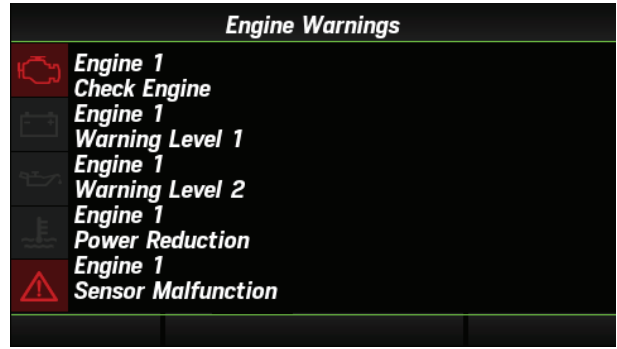 Engine Warnings
Engine 1
Check Engine
Engine 1
Warning Level 1
Engine 1
Warning Level 2
Engine 1
Power Reduction
Engine 1
Sensor Malfunction